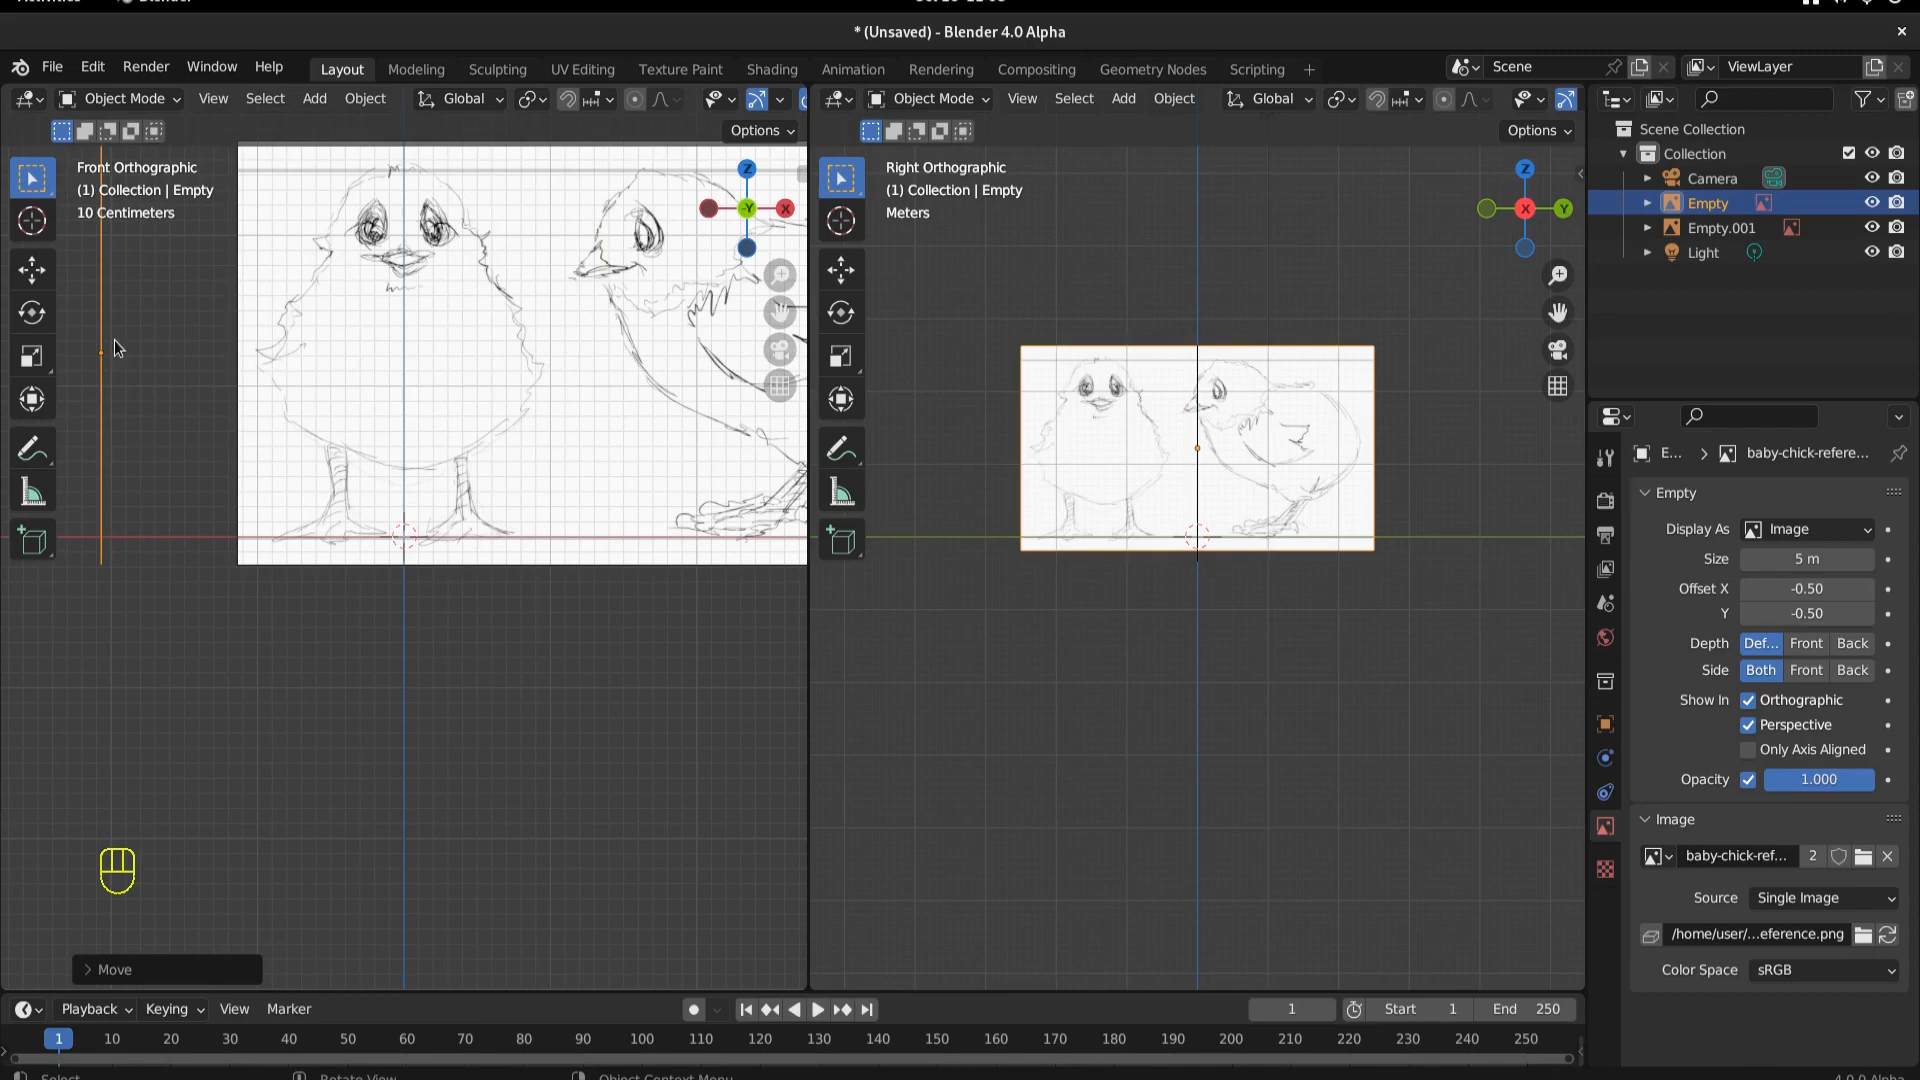 * (Unsaved) - Blender 4.0 Alpha
File Edit Render Window Help
Layout Modeling Sculpting UV Editing Texture Paint Shading Animation Rendering Compositing Geometry Nodes Scripting +
Scene
ViewLayer
Object Mode View Select Add Object Global
Object Mode View Select Add Object Global
Options
Options
Front Orthographic
(1) Collection | Empty
10 Centimeters
Z
-Y
X
Right Orthographic
(1) Collection | Empty
Meters
Z
X
Y
Scene Collection
Collection
Camera
Empty
Empty.001
Light
E...
baby-chick-refere...
Empty
Display As Image
Size 5 m
Offset X -0.50
Y -0.50
Depth Def... Front Back
Side Both Front Back
Show In Orthographic
Perspective
Only Axis Aligned
Opacity 1.000
Image
baby-chick-ref... 2
Source Single Image
/home/user/...eference.png
Color Space sRGB
Move
Playback Keying View Marker
1
Start 1
End 250
1 10 20 30 40 50 60 70 80 90 100 110 120 130 140 150 160 170 180 190 200 210 220 230 240 250